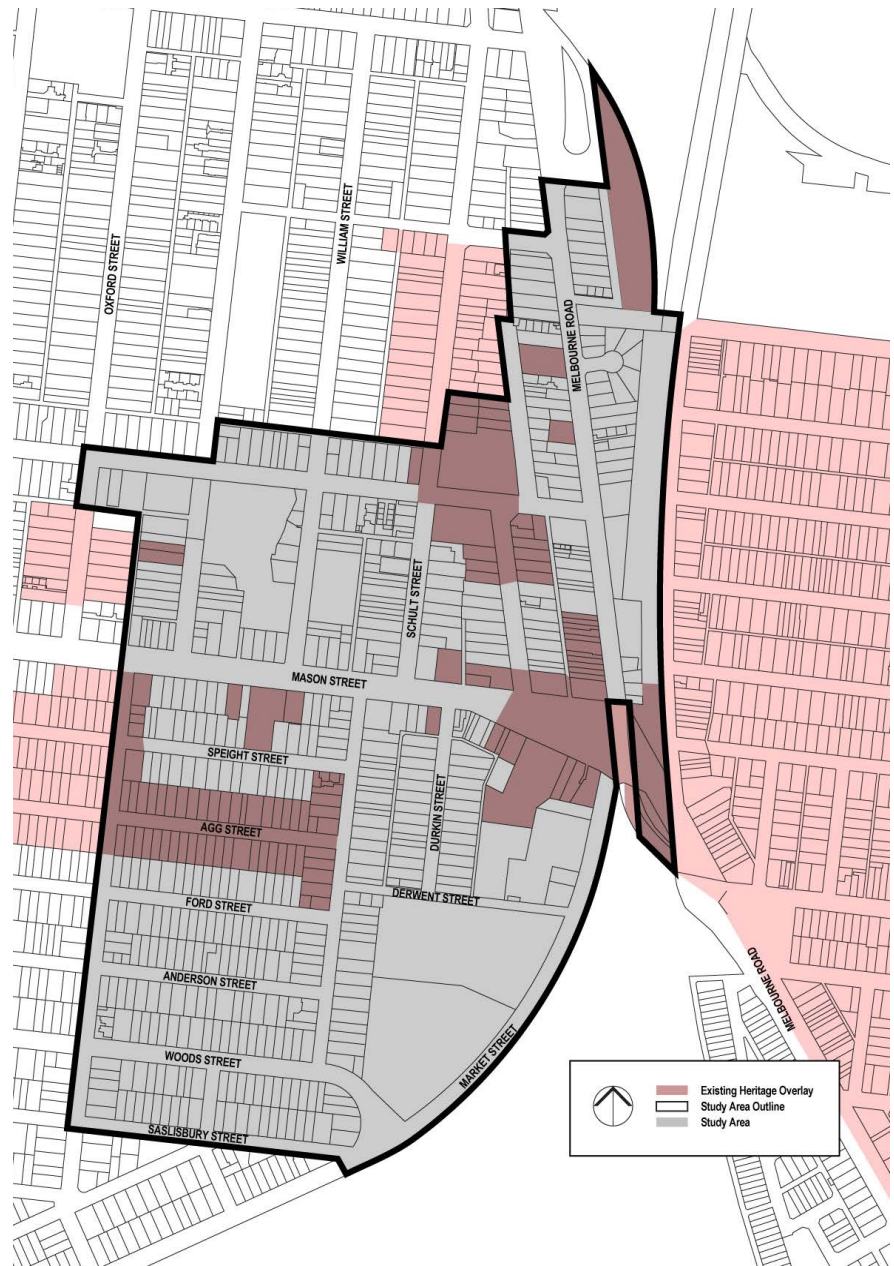 OXFORD STREET
WILLIAM STREET
MELBOURNE ROAD
SCHULT STREET
MASON STREET
SPEIGHT STREET
DURKIN STREET
AGG STREET
DERWENT STREET
FORD STREET
ANDERSON STREET
MELBOURNE ROAD
WOODS STREET
MARKET STREET
SASLISBURY STREET
Existing Heritage Overlay
Study Area Outline
Study Area